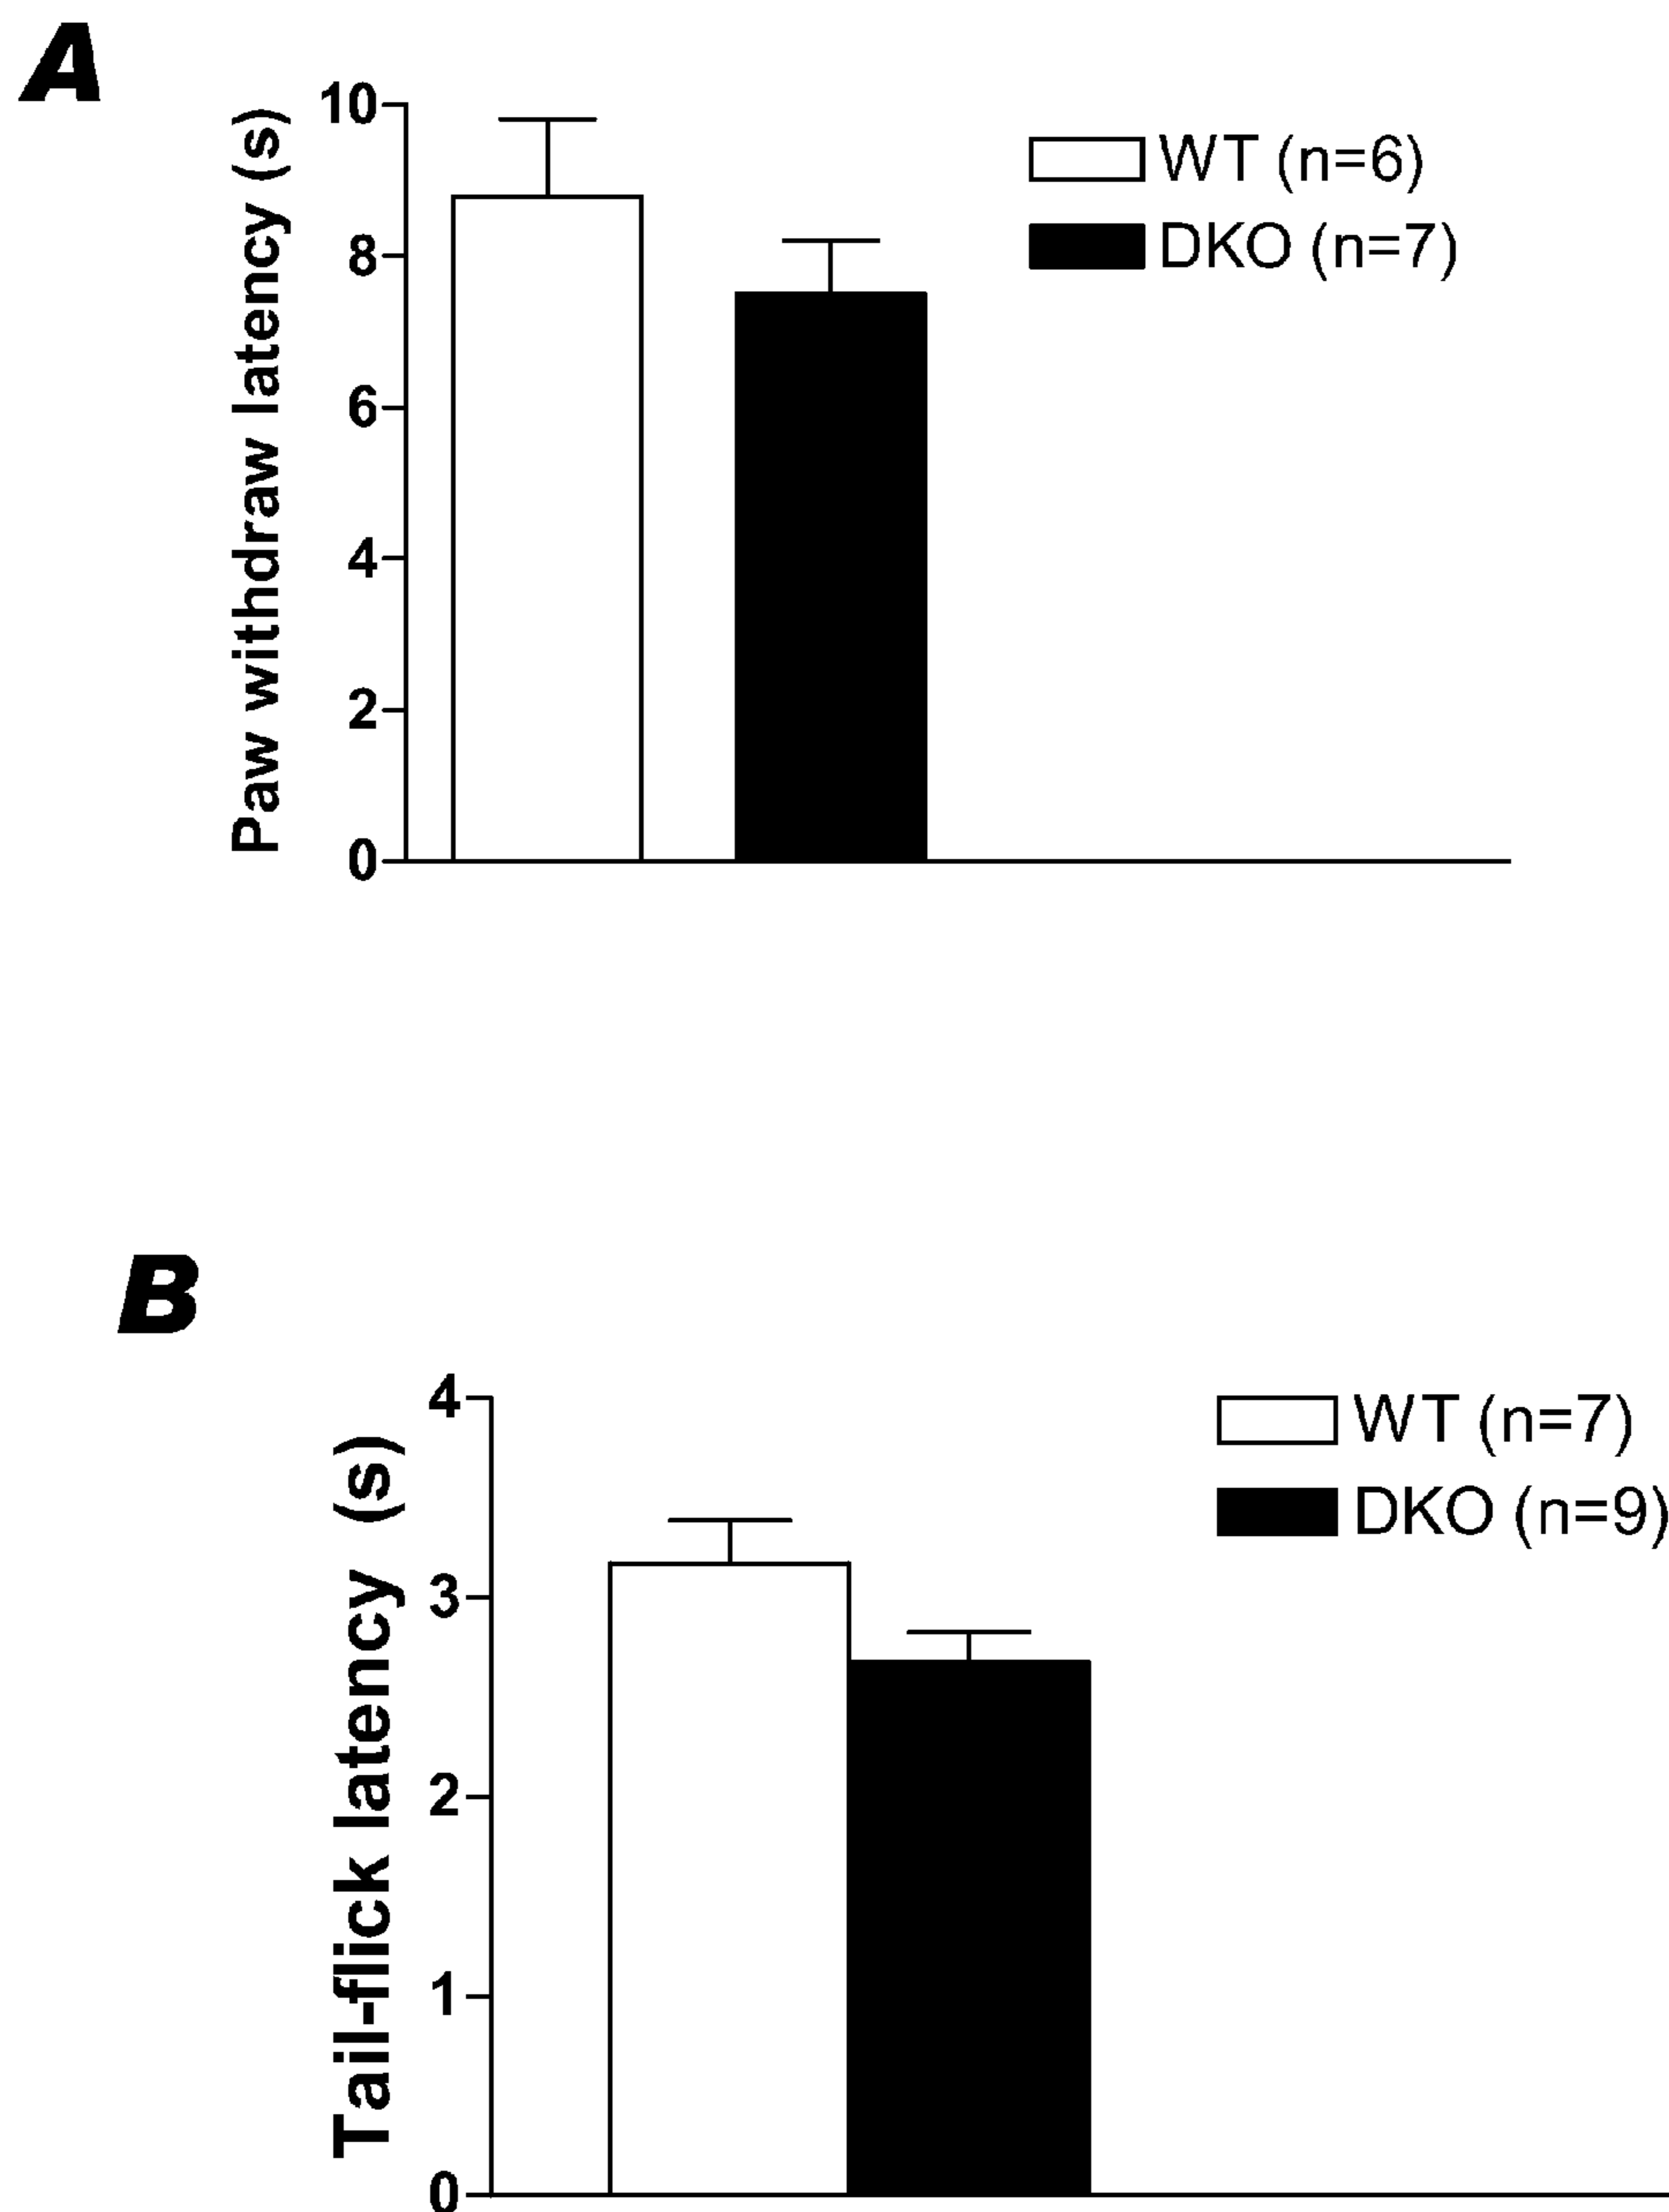 A
Paw withdraw latency (s)
10
8
6
4
2
0
WT (n=6)
DKO (n=7)
B
Tail-flick latency (s)
4
3
2
1
0
WT (n=7)
DKO (n=9)